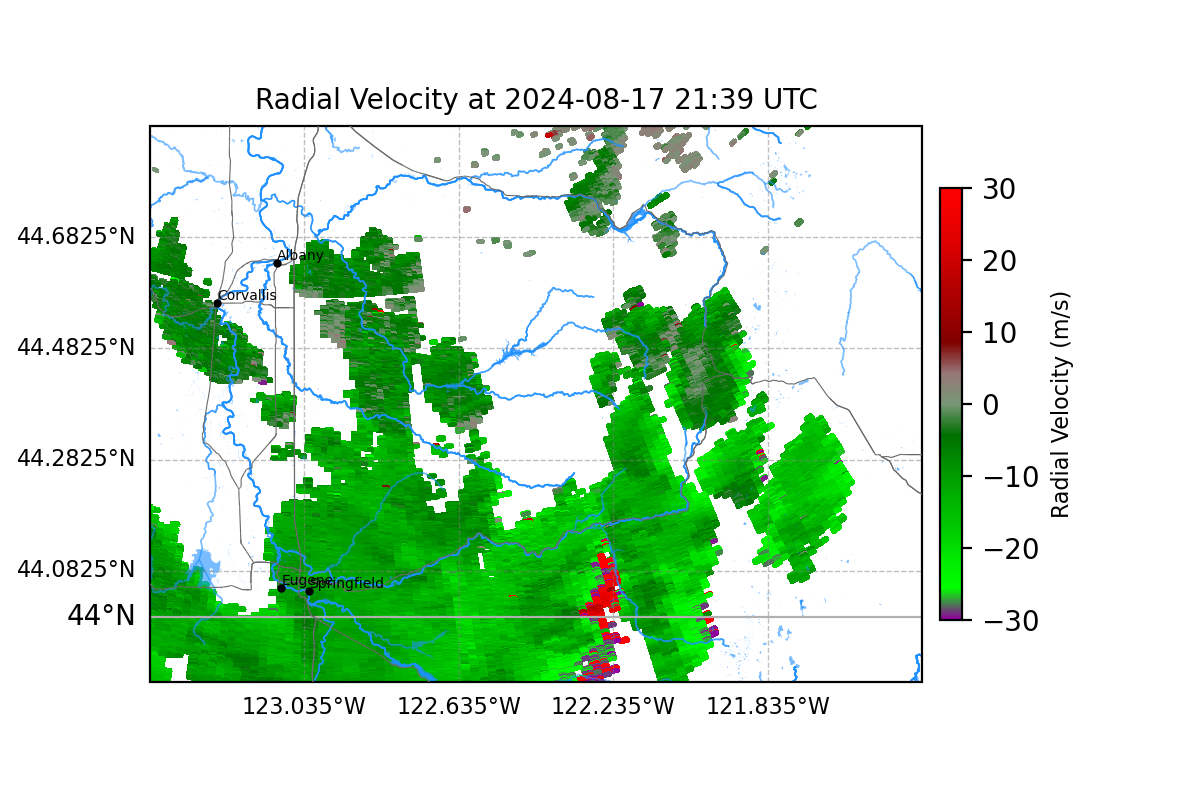 Radial Velocity at 2024-08-17 21:39 UTC
30
44.6825°N
Albany
20
Corvallis
10
44.4825°N
0
Radial Velocity (m/s)
44.2825°N
−10
−20
44.0825°N
Eugene
Springfield
44°N
−30
123.035°W 122.635°W 122.235°W 121.835°W